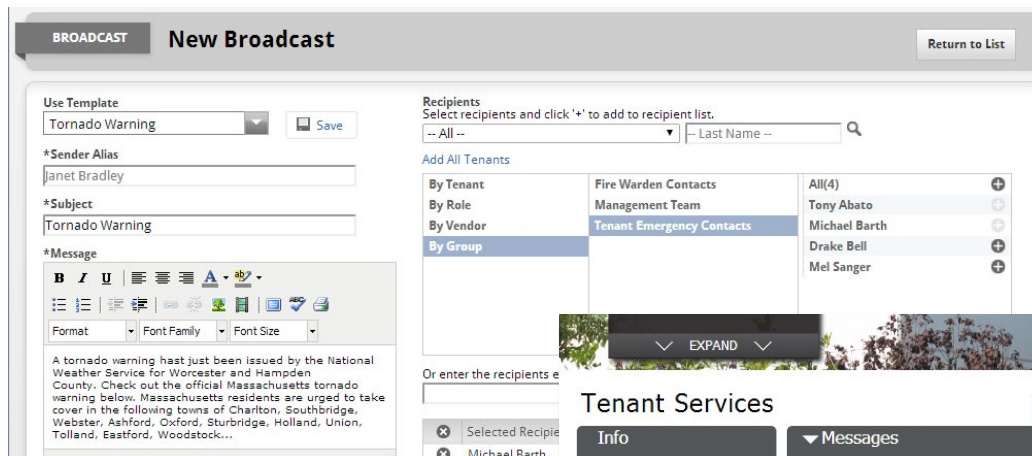 BROADCAST
New Broadcast
Return to List
Use Template
Tornado Warning
Save
*Sender Alias
Janet Bradley
*Subject
Tornado Warning
*Message
B I U A ab
ABC
Format Font Family Font Size
A tornado warning hast just been issued by the National
Weather Service for Worcester and Hampden
County. Check out the official Massachusetts tornado
warning below. Massachusetts residents are urged to take
cover in the following towns of Charlton, Southbridge,
Webster, Ashford, Oxford, Sturbridge, Holland, Union,
Tolland, Eastford, Woodstock...
Recipients
Select recipients and click '+' to add to recipient list.
-- All --
-- Last Name --
Add All Tenants
By Tenant
By Role
By Vendor
By Group
Fire Warden Contacts
Management Team
Tenant Emergency Contacts
All(4)
Tony Abato
Michael Barth
Drake Bell
Mel Sanger
Or enter the recipients e
Selected Recipie
Michael Barth
EXPAND
Tenant Services
Info
Messages